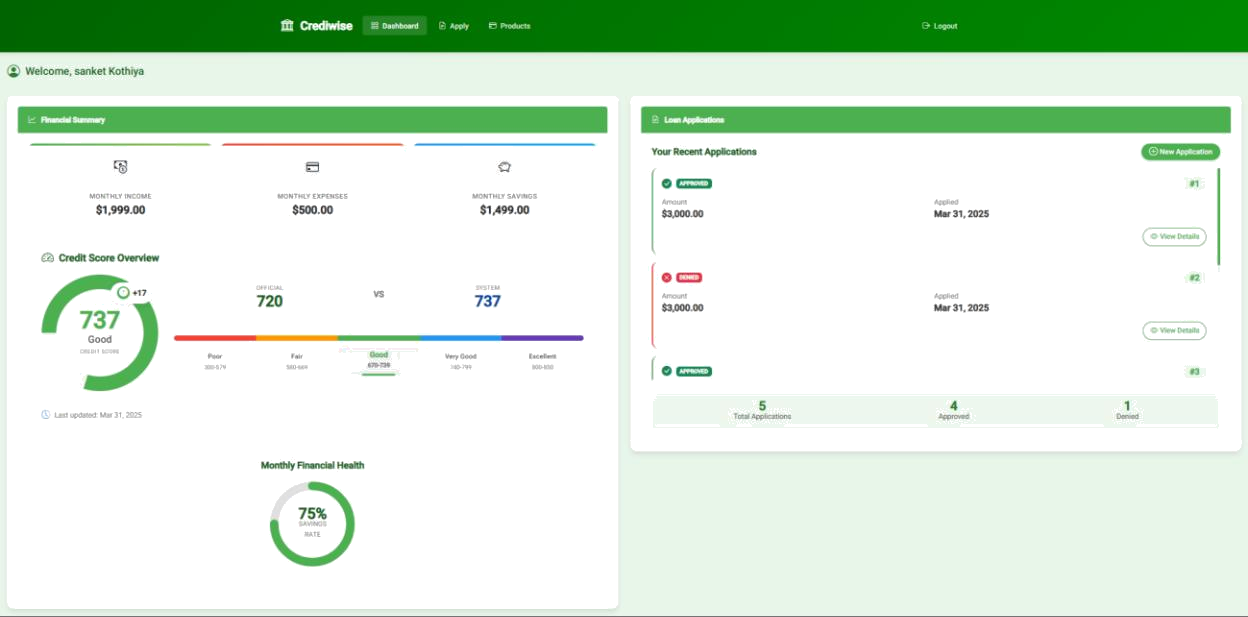 Crediwise Dashboard Apply Products Logout
Welcome, sanket Kothiya
Financial Summary
MONTHLY INCOME
$1,999.00
MONTHLY EXPENSES
$500.00
MONTHLY SAVINGS
$1,499.00
Credit Score Overview
+17
737
Good
CREDIT SCORE
OFFICIAL
720
VS
SYSTEM
737
Poor
300-579
Fair
580-669
Good
670-739
Very Good
740-799
Excellent
800-850
Last updated: Mar 31, 2025
Monthly Financial Health
75%
SAVINGS
RATE
Loan Applications
Your Recent Applications
New Application
APPROVED
#1
Amount
$3,000.00
Applied
Mar 31, 2025
View Details
DENIED
#2
Amount
$3,000.00
Applied
Mar 31, 2025
View Details
APPROVED
#3
5
Total Applications
4
Approved
1
Denied